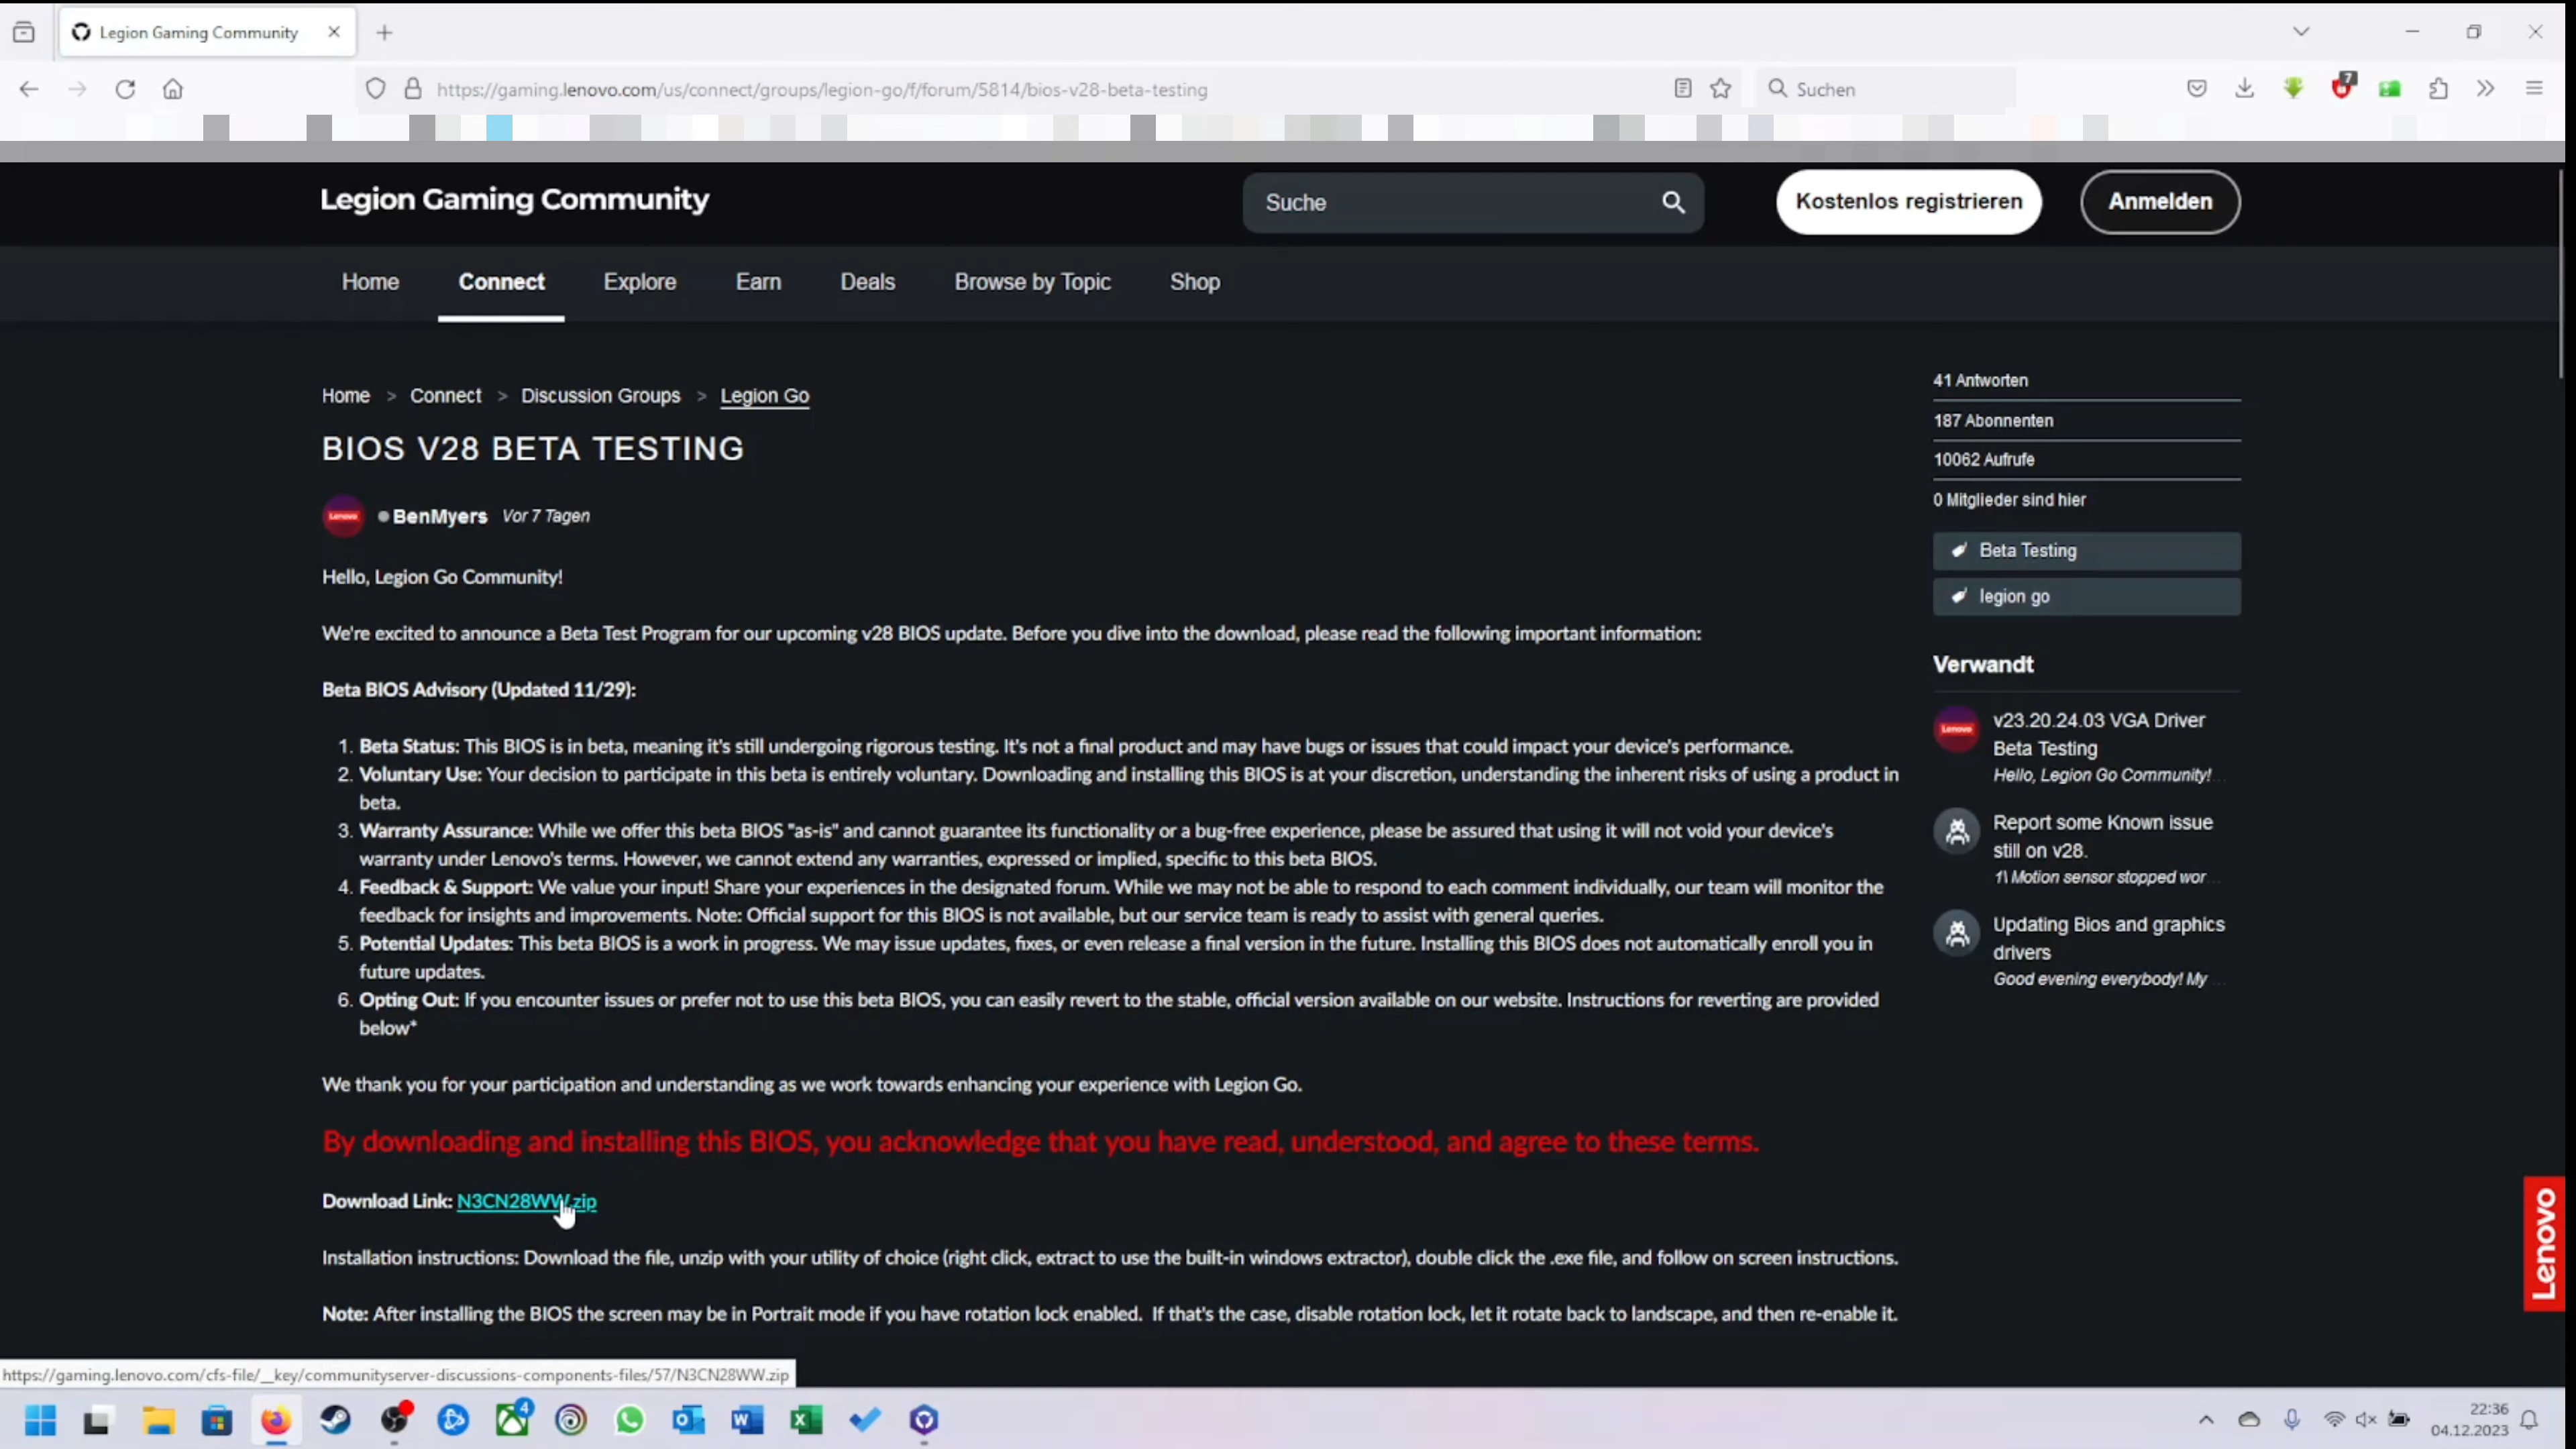 Legion Gaming Community
https://gaming.lenovo.com/us/connect/groups/legion-go/f/forum/5814/bios-v28-beta-testing
Suchen
7
Legion Gaming Community
Suche
Kostenlos registrieren
Anmelden
Home
Connect
Explore
Earn
Deals
Browse by Topic
Shop
Home > Connect > Discussion Groups > Legion Go
BIOS V28 BETA TESTING
Lenovo
BenMyers Vor 7 Tagen
Hello, Legion Go Community!
We're excited to announce a Beta Test Program for our upcoming v28 BIOS update. Before you dive into the download, please read the following important information:
Beta BIOS Advisory (Updated 11/29):
1. Beta Status: This BIOS is in beta, meaning it's still undergoing rigorous testing. It's not a final product and may have bugs or issues that could impact your device's performance.
2. Voluntary Use: Your decision to participate in this beta is entirely voluntary. Downloading and installing this BIOS is at your discretion, understanding the inherent risks of using a product in
beta.
3. Warranty Assurance: While we offer this beta BIOS "as-is" and cannot guarantee its functionality or a bug-free experience, please be assured that using it will not void your device's
warranty under Lenovo's terms. However, we cannot extend any warranties, expressed or implied, specific to this beta BIOS.
4. Feedback & Support: We value your input! Share your experiences in the designated forum. While we may not be able to respond to each comment individually, our team will monitor the
feedback for insights and improvements. Note: Official support for this BIOS is not available, but our service team is ready to assist with general queries.
5. Potential Updates: This beta BIOS is a work in progress. We may issue updates, fixes, or even release a final version in the future. Installing this BIOS does not automatically enroll you in
future updates.
6. Opting Out: If you encounter issues or prefer not to use this beta BIOS, you can easily revert to the stable, official version available on our website. Instructions for reverting are provided
below*
We thank you for your participation and understanding as we work towards enhancing your experience with Legion Go.
By downloading and installing this BIOS, you acknowledge that you have read, understood, and agree to these terms.
Download Link: N3CN28WW.zip
Installation instructions: Download the file, unzip with your utility of choice (right click, extract to use the built-in windows extractor), double click the .exe file, and follow on screen instructions.
Note: After installing the BIOS the screen may be in Portrait mode if you have rotation lock enabled. If that's the case, disable rotation lock, let it rotate back to landscape, and then re-enable it.
41 Antworten
187 Abonnenten
10062 Aufrufe
0 Mitglieder sind hier
Beta Testing
legion go
Verwandt
Lenovo
v23.20.24.03 VGA Driver
Beta Testing
Hello, Legion Go Community!...
Report some Known issue
still on v28.
1\ Motion sensor stopped wor...
Updating Bios and graphics
drivers
Good evening everybody! My ...
Lenovo
https://gaming.lenovo.com/cfs-file/__key/communityserver-discussions-components-files/57/N3CN28WW.zip
4
22:36
04.12.2023